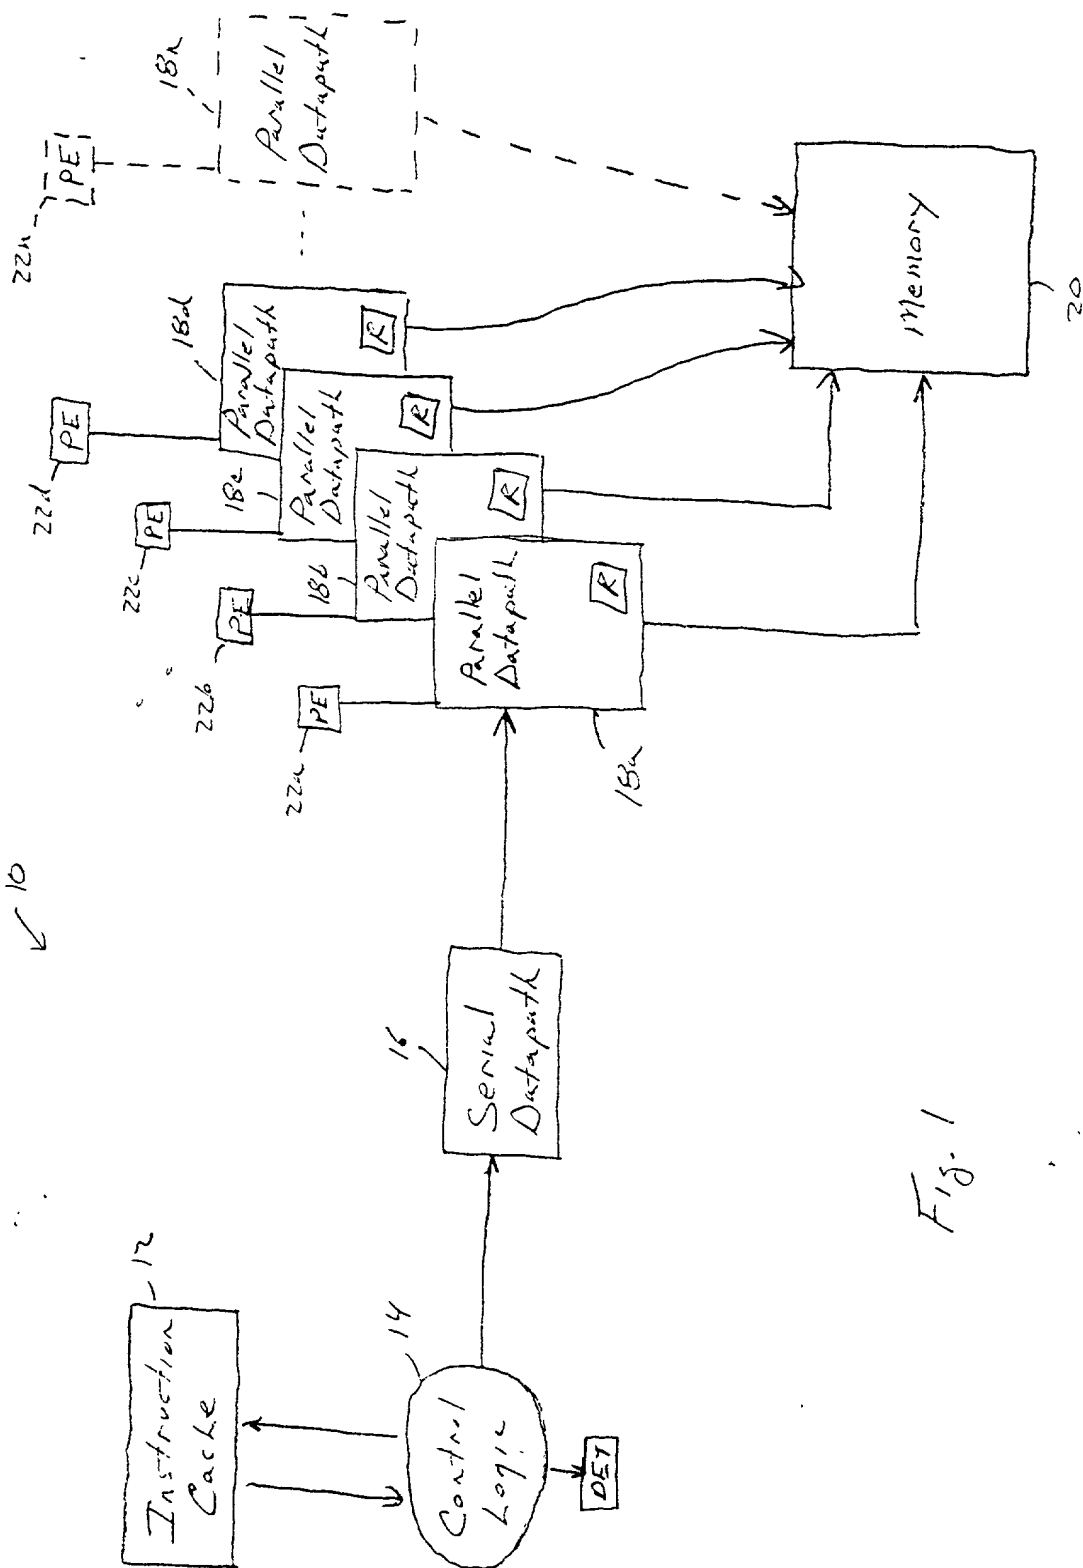 10
Instruction
Cache
12
Control
Logic
14
DET
Serial
Datapath
16
Parallel
Datapath
R
18a
PE
22a
Parallel
Datapath
R
18b
PE
22b
Parallel
Datapath
R
18c
PE
22c
Parallel
Datapath
R
18d
PE
22d
...
Parallel
Datapath
18n
PE
22n
Memory
20
Fig. 1